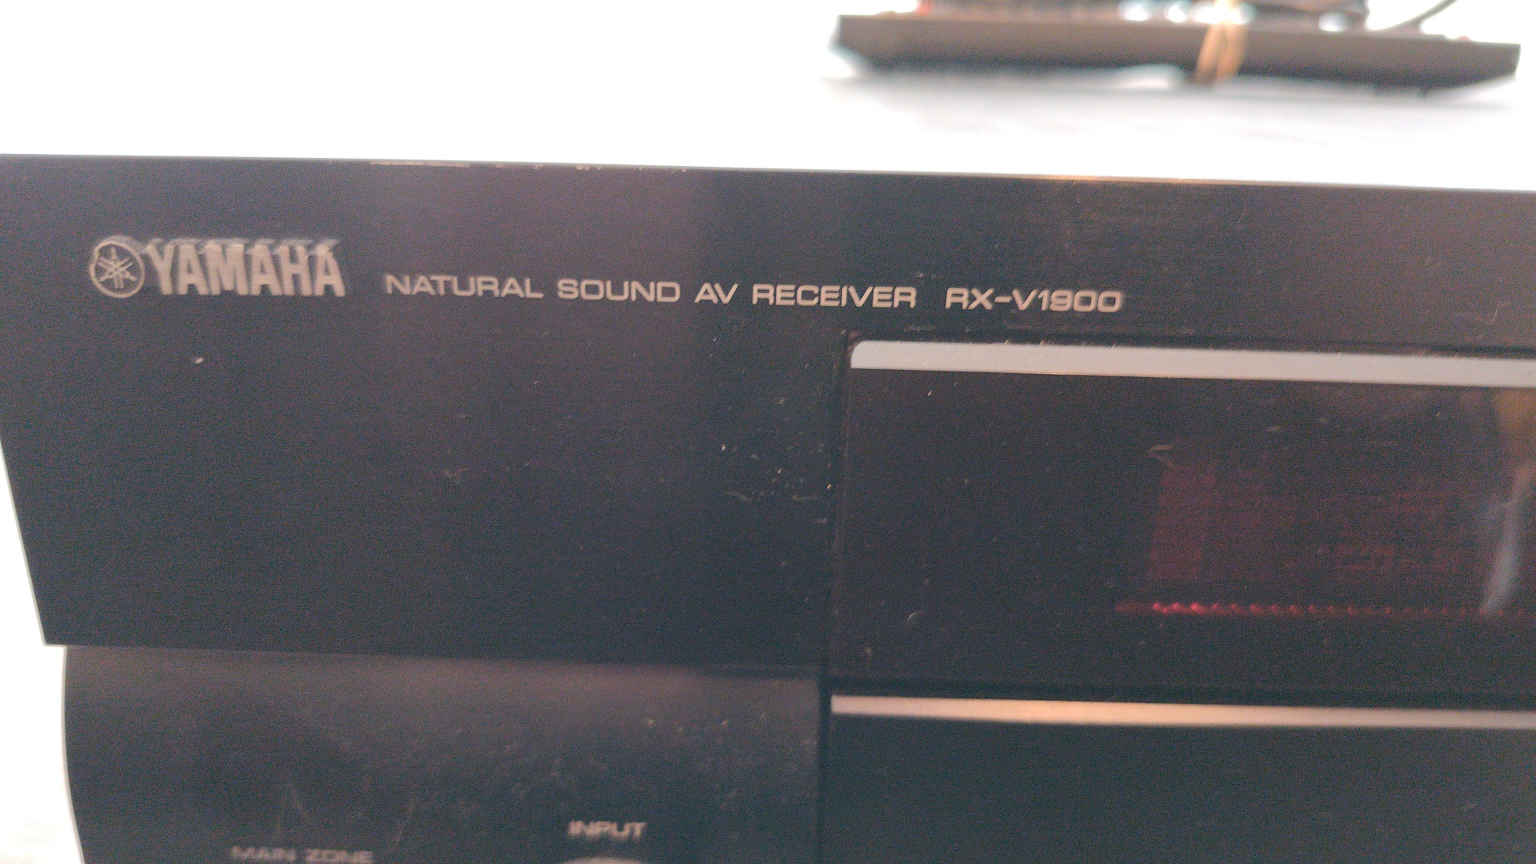 YAMAHA NATURAL SOUND AV RECEIVER RX-V1900
INPUT
MAIN ZONE